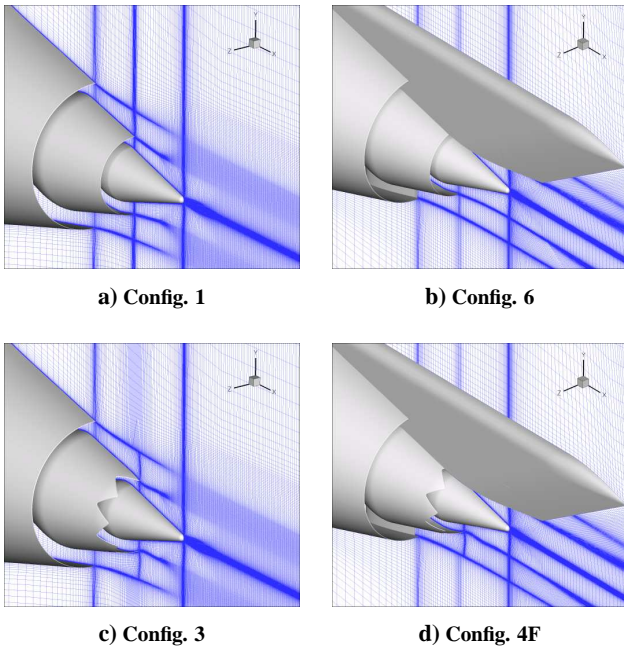 Y
Z
X
Y
Z
X
a) Config. 1
b) Config. 6
Y
Z
X
Y
Z
X
c) Config. 3
d) Config. 4F